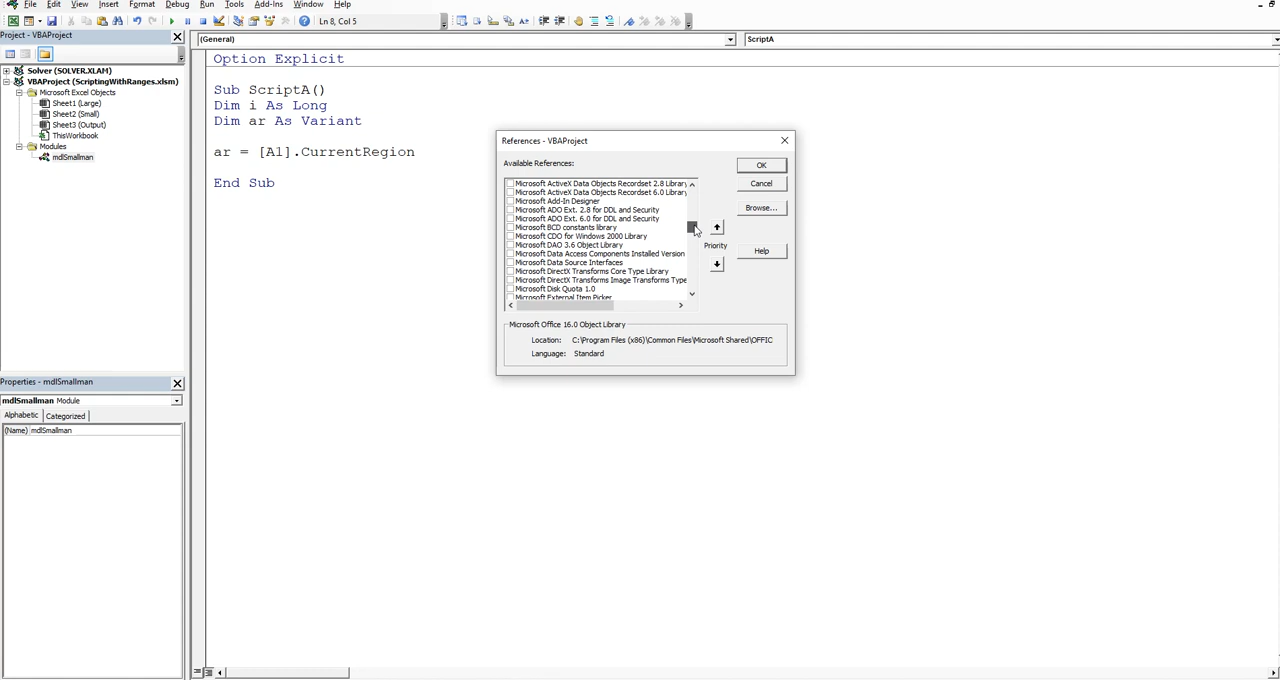 File Edit View Insert Format Debug Run Tools Add-Ins Window Help
Ln 8, Col 5
Project - VBAProject
Solver (SOLVER.XLAM)
VBAProject (ScriptingWithRanges.xlsm)
Microsoft Excel Objects
Sheet1 (Large)
Sheet2 (Small)
Sheet3 (Output)
ThisWorkbook
Modules
mdlSmallman
Properties - mdlSmallman
mdlSmallman Module
Alphabetic Categorized
(Name) mdlSmallman
(General)
ScriptA
Option Explicit
Sub ScriptA()
Dim i As Long
Dim ar As Variant
ar = [A1].CurrentRegion
End Sub
References - VBAProject
Available References:
Microsoft ActiveX Data Objects Recordset 2.8 Library
Microsoft ActiveX Data Objects Recordset 6.0 Library
Microsoft Add-In Designer
Microsoft ADO Ext. 2.8 for DDL and Security
Microsoft ADO Ext. 6.0 for DDL and Security
Microsoft BCD constants library
Microsoft CDO for Windows 2000 Library
Microsoft DAO 3.6 Object Library
Microsoft Data Access Components Installed Version
Microsoft Data Source Interfaces
Microsoft DirectX Transforms Core Type Library
Microsoft DirectX Transforms Image Transforms Type
Microsoft Disk Quota 1.0
Microsoft External Item Picker
OK
Cancel
Browse...
Priority
Help
Microsoft Office 16.0 Object Library
Location: C:\Program Files (x86)\Common Files\Microsoft Shared\OFFIC
Language: Standard